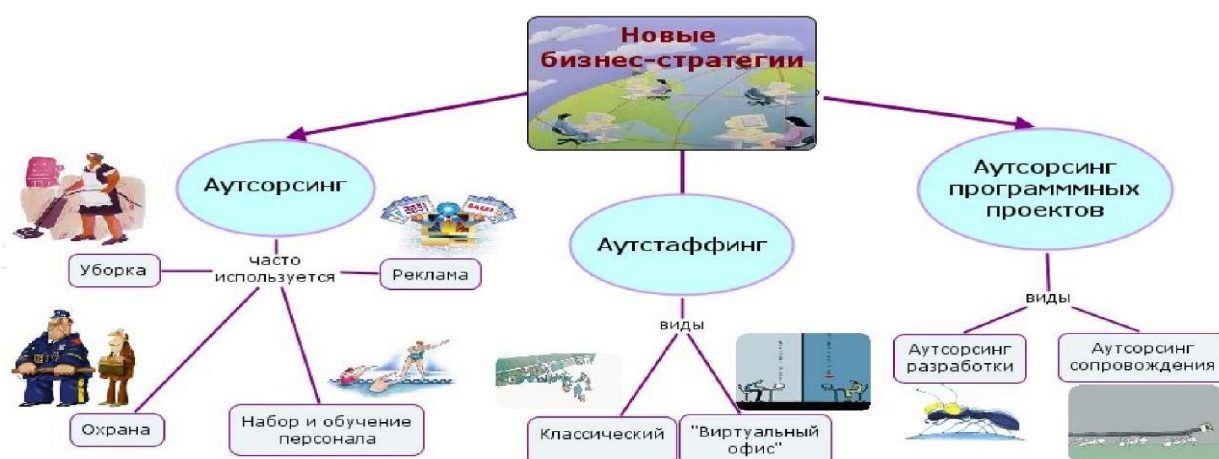 Новые
бизнес-стратегии
Аутсорсинг
часто
используется
Уборка
Реклама
Охрана
Набор и обучение
персонала
Аутстаффинг
виды
Классический
"Виртуальный
офис"
Аутсорсинг
программмных
проектов
виды
Аутсорсинг
разработки
Аутсорсинг
сопровождения